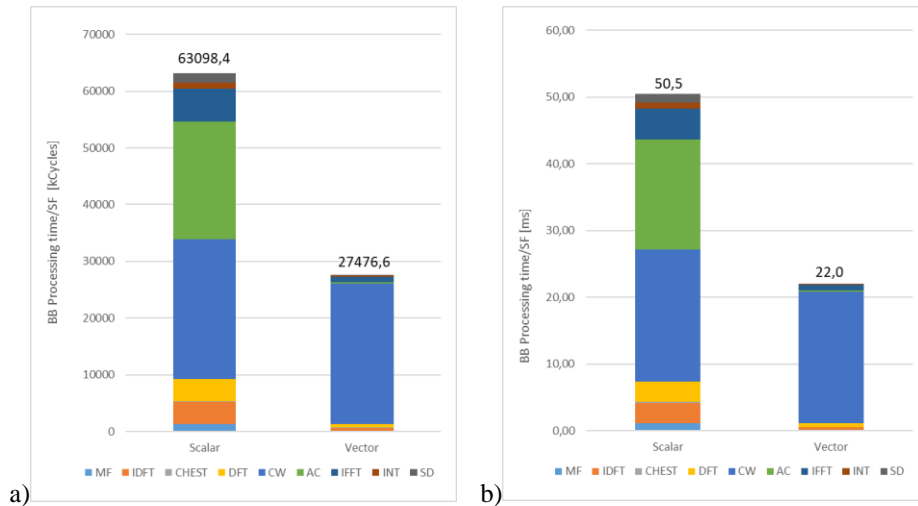 70000
63098,4
60000
50000
40000
30000
27476,6
20000
10000
0
BB Processing time/SF [kCycles]
Scalar Vector
MF IDFT CHEST DFT CW AC IFFT INT SD
a)
60,00
50,5
50,00
40,00
30,00
22,0
20,00
10,00
0,00
BB Processing time/SF [ms]
Scalar Vector
MF IDFT CHEST DFT CW AC IFFT INT SD
b)